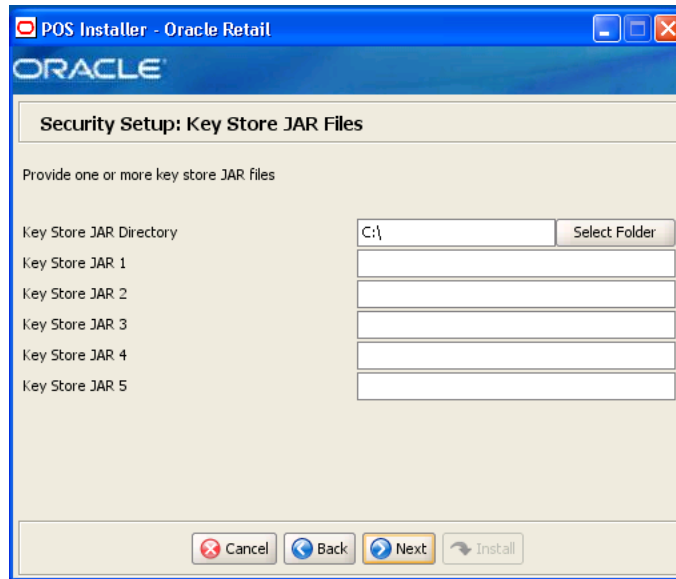 POS Installer - Oracle Retail
ORACLE
Security Setup: Key Store JAR Files
Provide one or more key store JAR files
Key Store JAR Directory C:\ Select Folder
Key Store JAR 1
Key Store JAR 2
Key Store JAR 3
Key Store JAR 4
Key Store JAR 5
Cancel Back Next Install